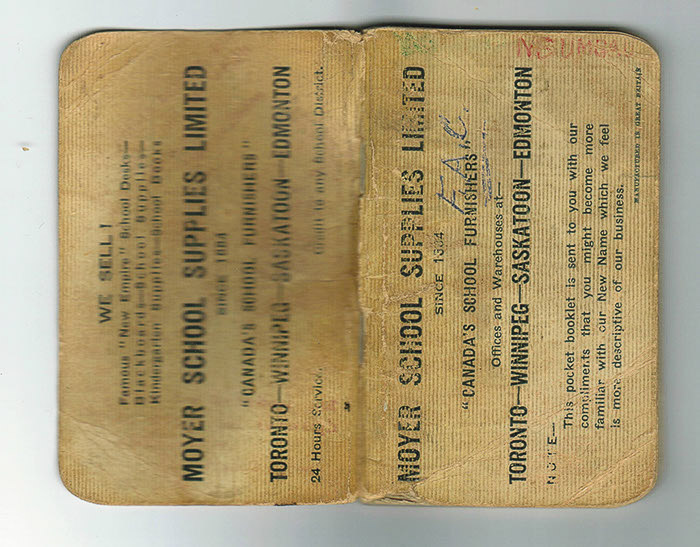 WE SELL!
Famous "New Empire" School Desks—
Blackboards—School Supplies—
Kindergarten Supplies—School Books
MOYER SCHOOL SUPPLIES LIMITED
SINCE 1884
"CANADA'S SCHOOL FURNISHERS"
TORONTO—WINNIPEG—SASKATOON—EDMONTON
24 Hours Service. to any School District.
MOYER SCHOOL SUPPLIES LIMITED
SINCE 1884
"CANADA'S SCHOOL FURNISHERS"
Offices and Warehouses at—
TORONTO—WINNIPEG—SASKATOON—EDMONTON
NOTE—
This pocket booklet is sent to you with our
compliments that you might become more
familiar with our New Name which we feel
is more descriptive of our business.
MANUFACTURED IN GREAT BRITAIN